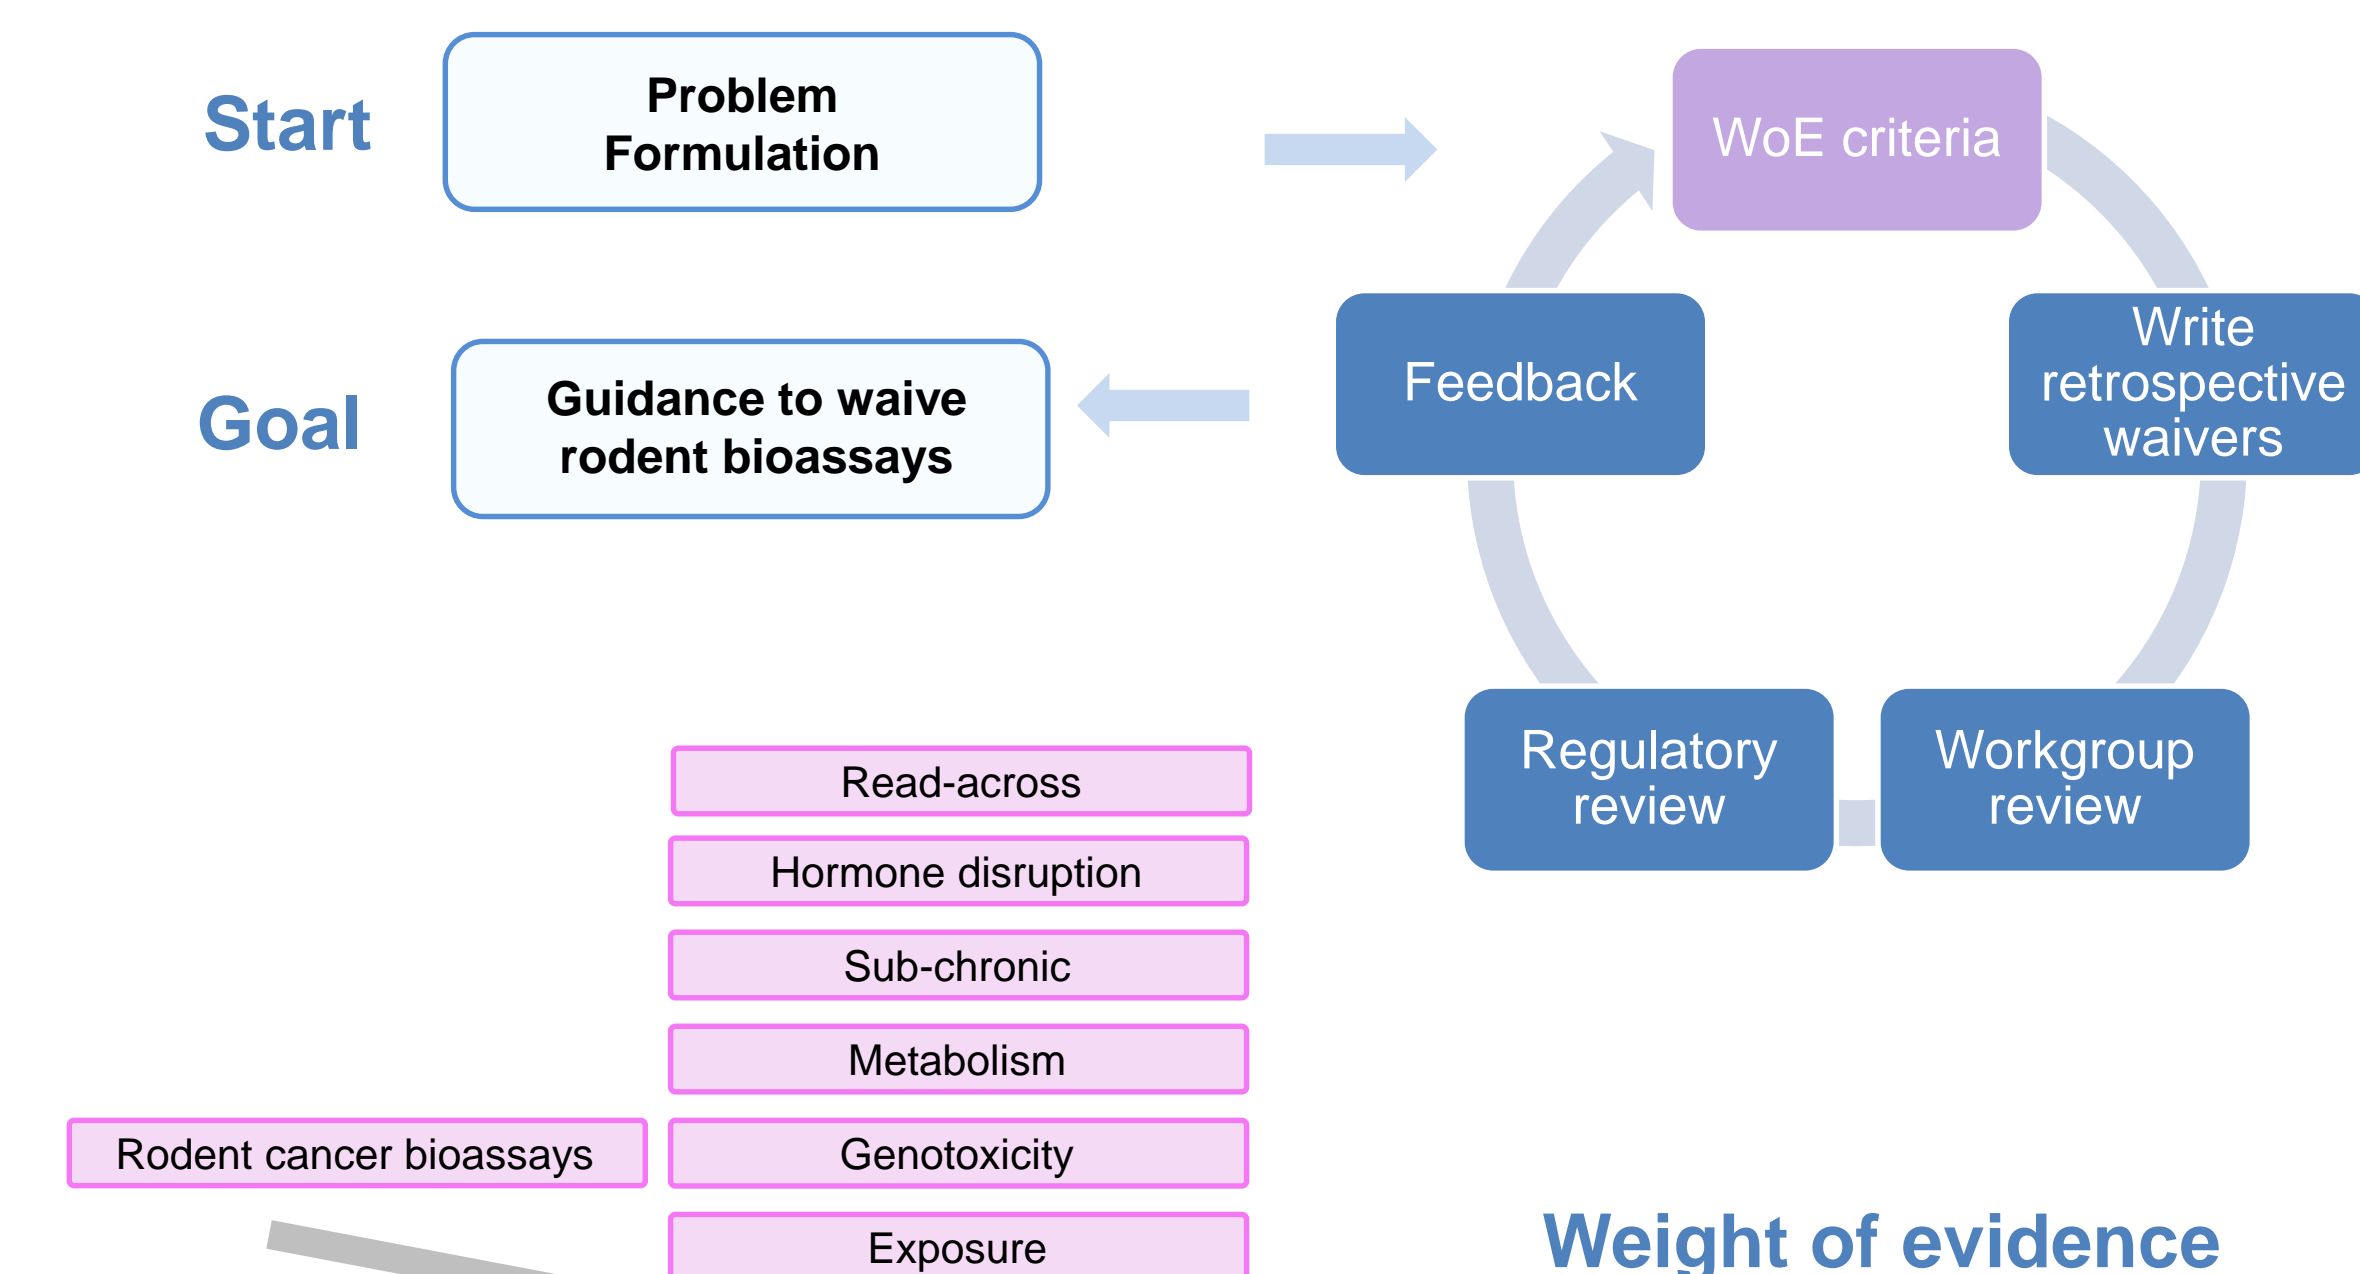 Start
Problem
Formulation
Goal
Guidance to waive
rodent bioassays
WoE criteria
Write
retrospective
waivers
Workgroup
review
Regulatory
review
Feedback
Read-across
Hormone disruption
Sub-chronic
Metabolism
Rodent cancer bioassays
Genotoxicity
Exposure
Weight of evidence